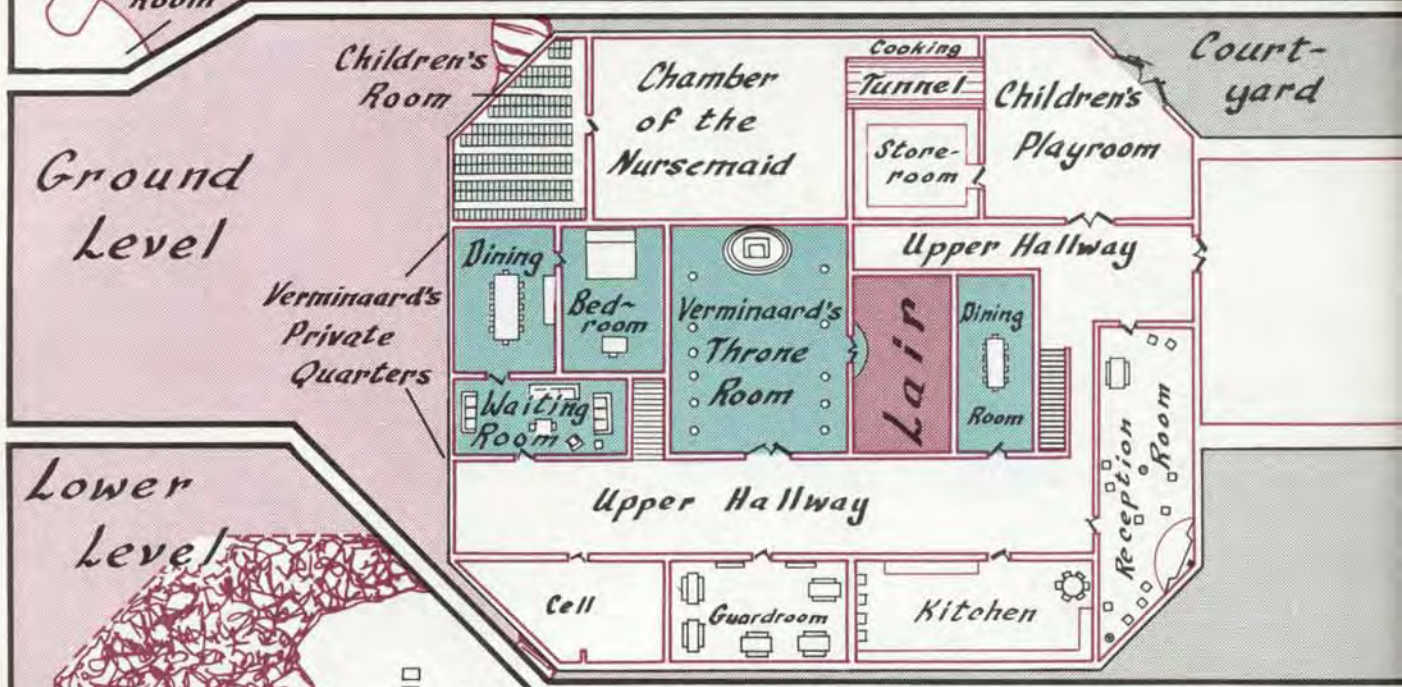 Room
Children's
Room
Chamber
of the
Nursemaid
Cooking
Tunnel
Store-
room
Children's
Playroom
Court-
yard
Ground
Level
Verminaard's
Private
Quarters
Dining
Bed-
room
Waiting
Room
Verminaard's
Throne
Room
Lair
Dining
Room
Upper Hallway
Reception
Room
Upper Hallway
Lower
Level
Cell
Guardroom
Kitchen